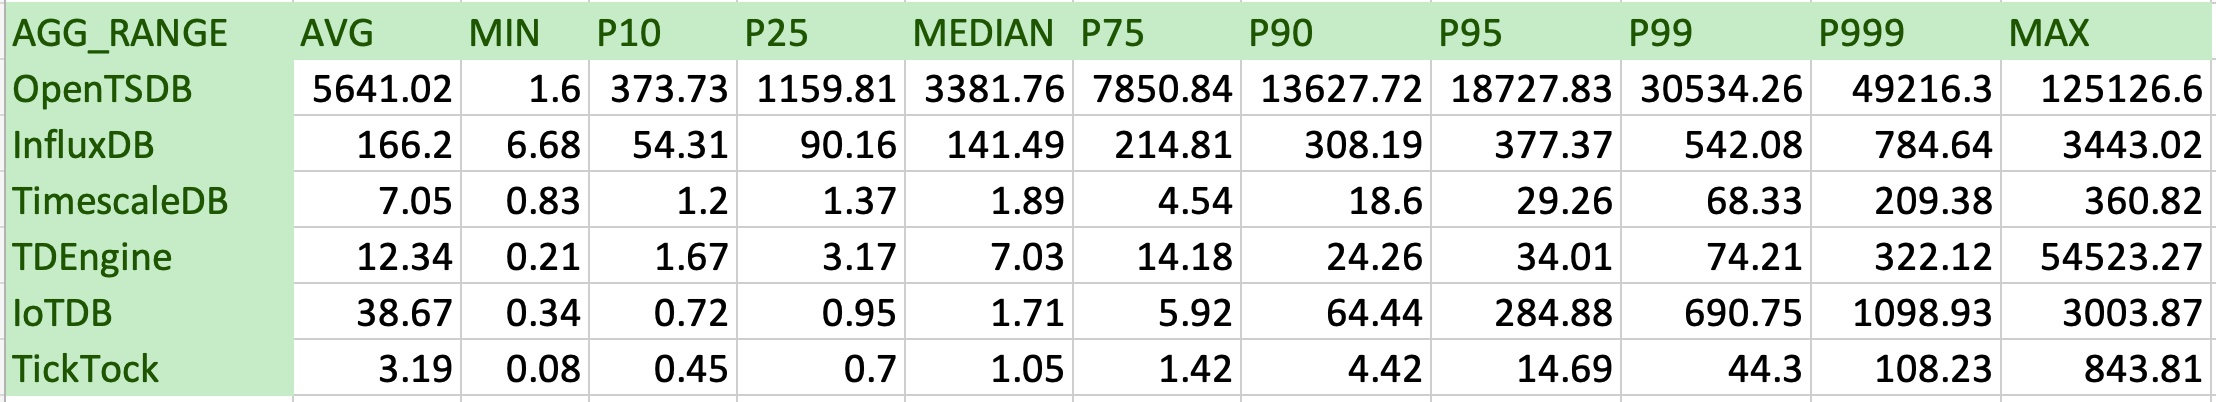 AGG_RANGE AVG MIN P10 P25 MEDIAN P75 P90 P95 P99 P999 MAX
OpenTSDB 5641.02 1.6 373.73 1159.81 3381.76 7850.84 13627.72 18727.83 30534.26 49216.3 125126.6
InfluxDB 166.2 6.68 54.31 90.16 141.49 214.81 308.19 377.37 542.08 784.64 3443.02
TimescaleDB 7.05 0.83 1.2 1.37 1.89 4.54 18.6 29.26 68.33 209.38 360.82
TDEngine 12.34 0.21 1.67 3.17 7.03 14.18 24.26 34.01 74.21 322.12 54523.27
IoTDB 38.67 0.34 0.72 0.95 1.71 5.92 64.44 284.88 690.75 1098.93 3003.87
TickTock 3.19 0.08 0.45 0.7 1.05 1.42 4.42 14.69 44.3 108.23 843.81